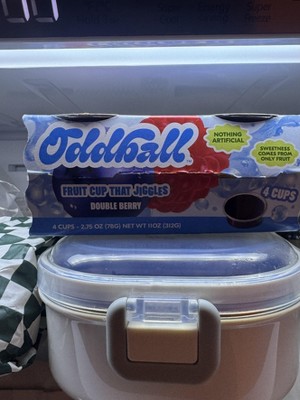 Oddball
NOTHING
ARTIFICIAL
SWEETNESS
COMES FROM
ONLY FRUIT
FRUIT CUP THAT JIGGLES
DOUBLE BERRY
4 CUPS
4 CUPS - 2.75 OZ (78G) NET WT 11OZ (312G)